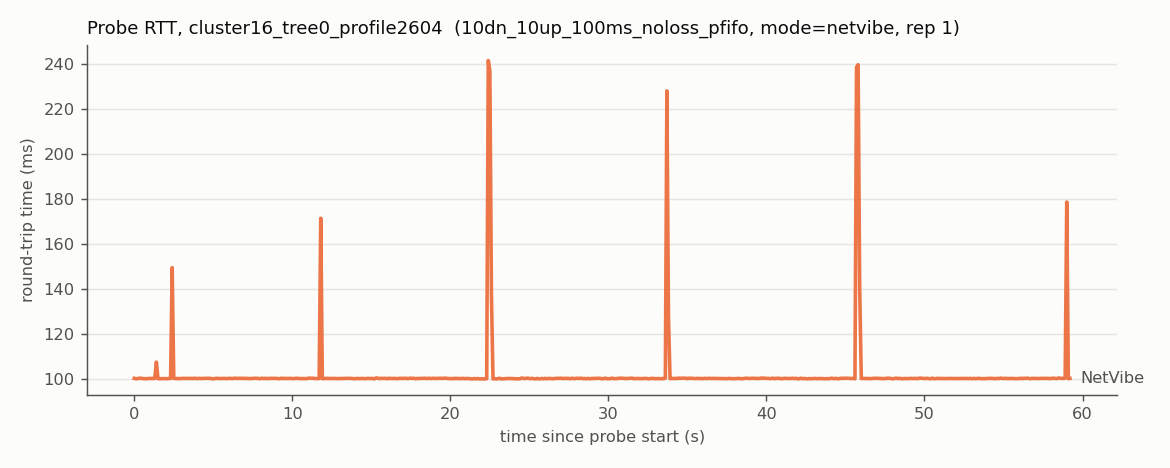 Probe RTT, cluster16_tree0_profile2604  (10dn_10up_100ms_noloss_pfifo, mode=netvibe, rep 1)
240
220
200
180
160
140
120
100
round-trip time (ms)
NetVibe
0 10 20 30 40 50 60
time since probe start (s)